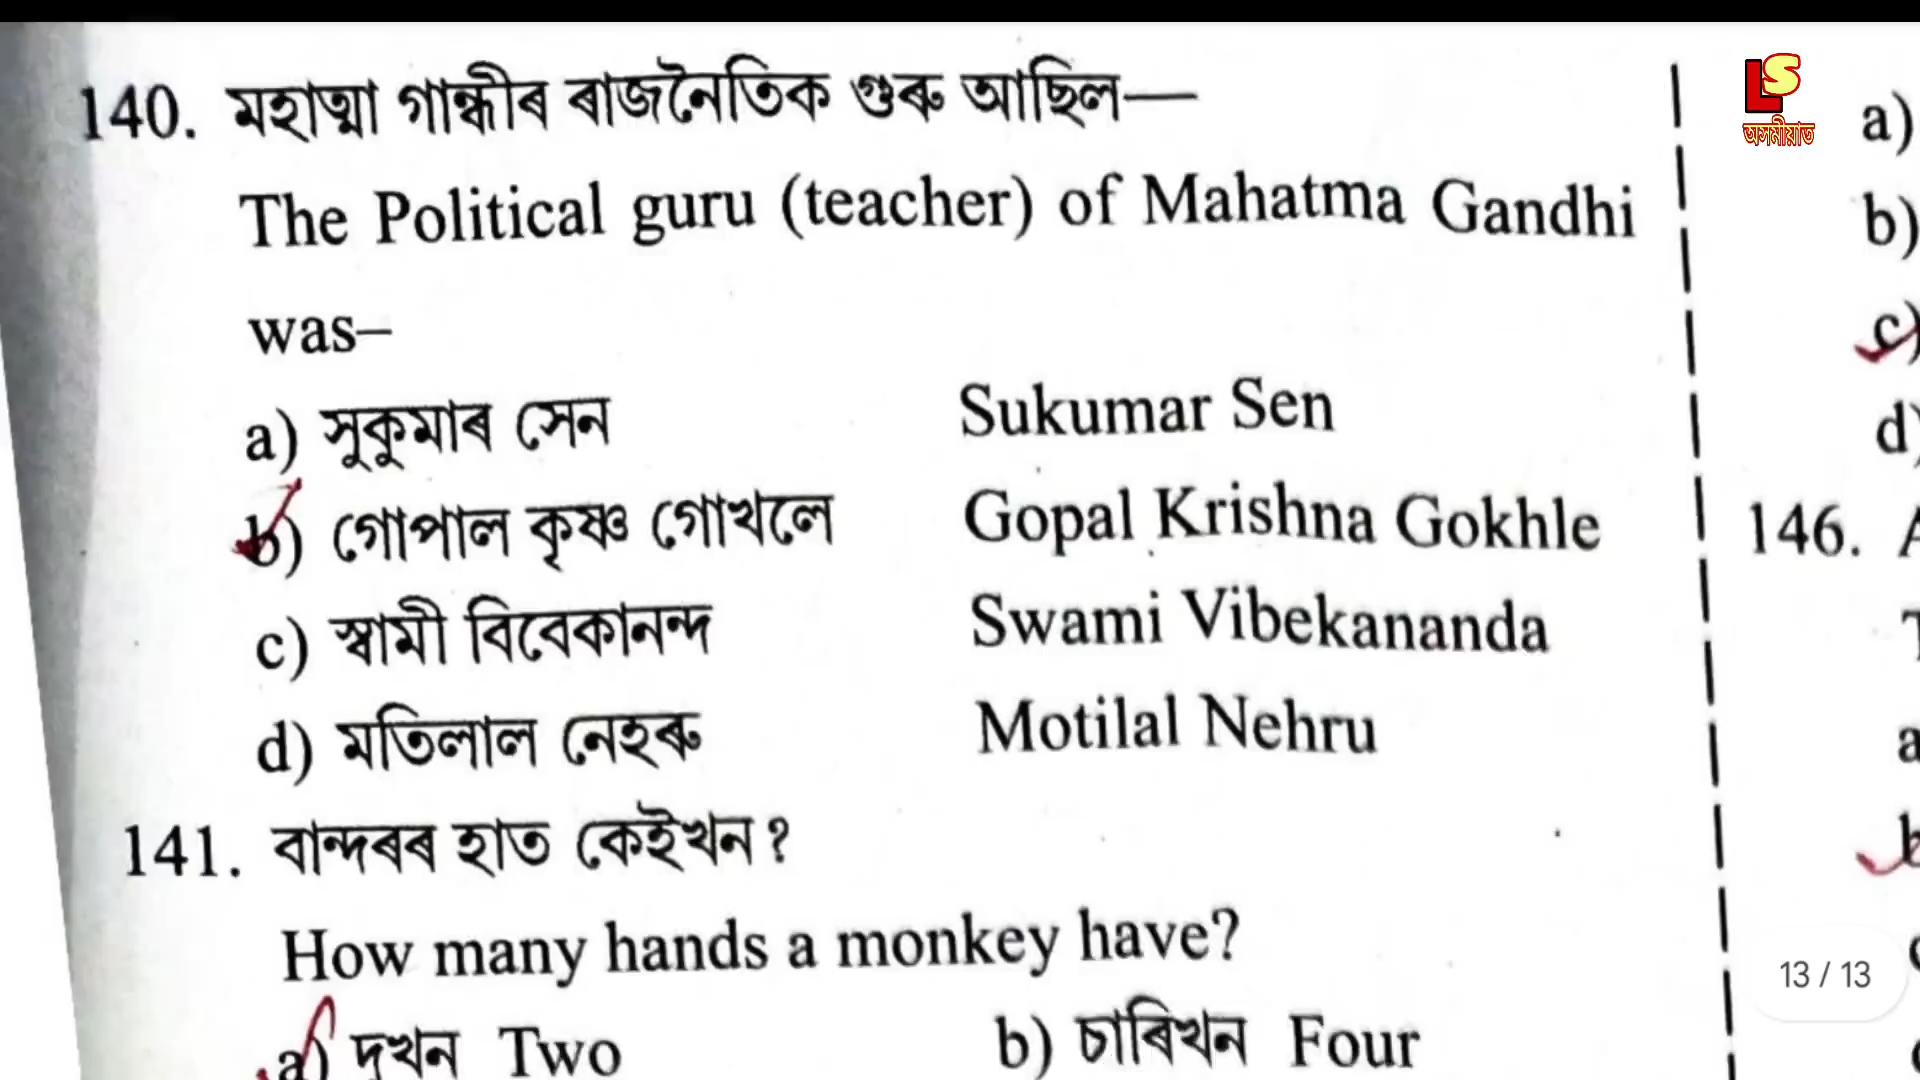 140. মহাত্মা গান্ধীৰ ৰাজনৈতিক গুৰু আছিল—
The Political guru (teacher) of Mahatma Gandhi
was–
a) সুকুমাৰ সেন Sukumar Sen
b) গোপাল কৃষ্ণ গোখলে Gopal Krishna Gokhle
c) স্বামী বিবেকানন্দ Swami Vibekananda
d) মতিলাল নেহৰু Motilal Nehru
141. বান্দৰৰ হাত কেইখন ?
How many hands a monkey have?
a) দুখন Two b) চাৰিখন Four
LS
অসমীয়াত
a)
b)
c)
d)
146.
13 / 13